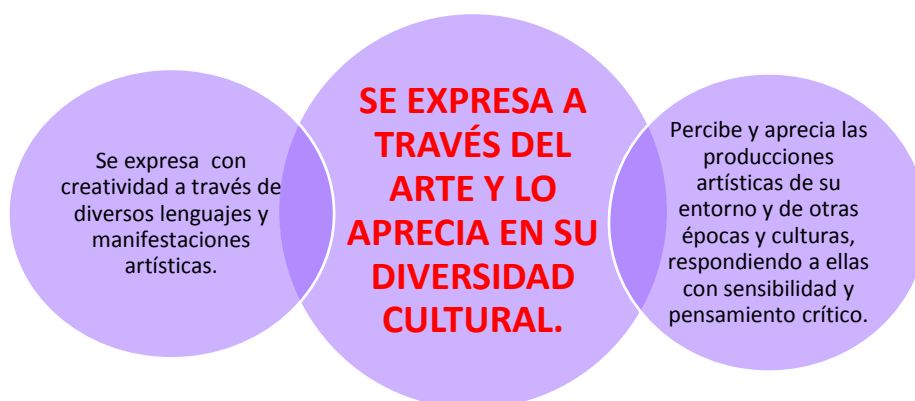 Se expresa con
creatividad a través de
diversos lenguajes y
manifestaciones
artísticas.
SE EXPRESA A
TRAVÉS DEL
ARTE Y LO
APRECIA EN SU
DIVERSIDAD
CULTURAL.
Percibe y aprecia las
producciones
artísticas de su
entorno y de otras
épocas y culturas,
respondiendo a ellas
con sensibilidad y
pensamiento crítico.